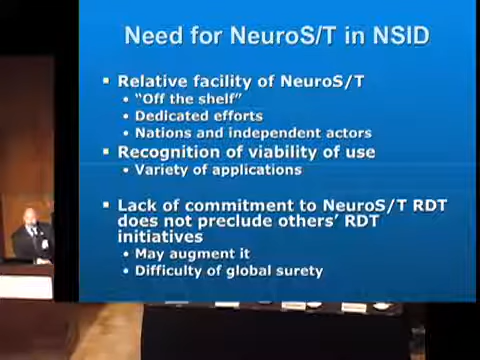 Need for NeuroS/T in NSID
▪ Relative facility of NeuroS/T
• "Off the shelf"
• Dedicated efforts
• Nations and independent actors
▪ Recognition of viability of use
• Variety of applications
▪ Lack of commitment to NeuroS/T RDT
does not preclude others' RDT
initiatives
• May augment it
• Difficulty of global surety